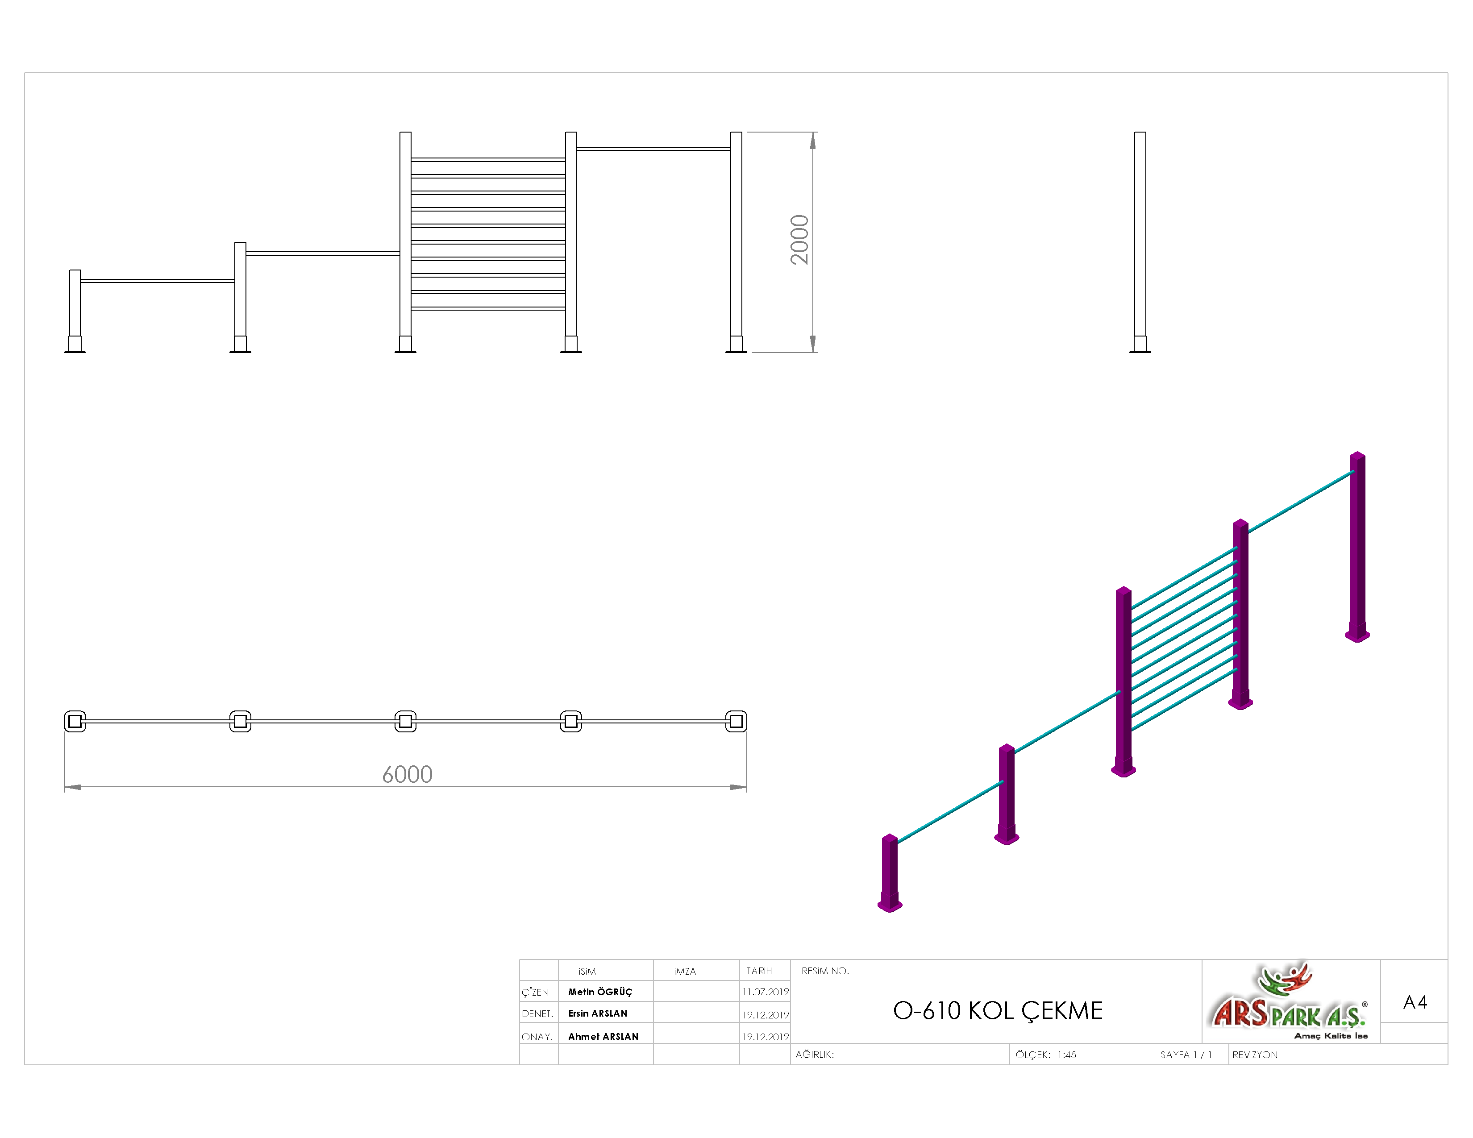 2000
6000
İSİM
İMZA
TARİH
RESİM NO.
ÇİZEN.
Metin ÖGRÜÇ
11.07.2019
DENET.
Ersin ARSLAN
19.12.2019
ONAY.
Ahmet ARSLAN
19.12.2019
O-610 KOL ÇEKME
ARSPARK A.Ş.®
Amaç Kalite İse
A4
AĞIRLIK:
ÖLÇEK: 1:45
SAYFA 1 / 1
REVİZYON